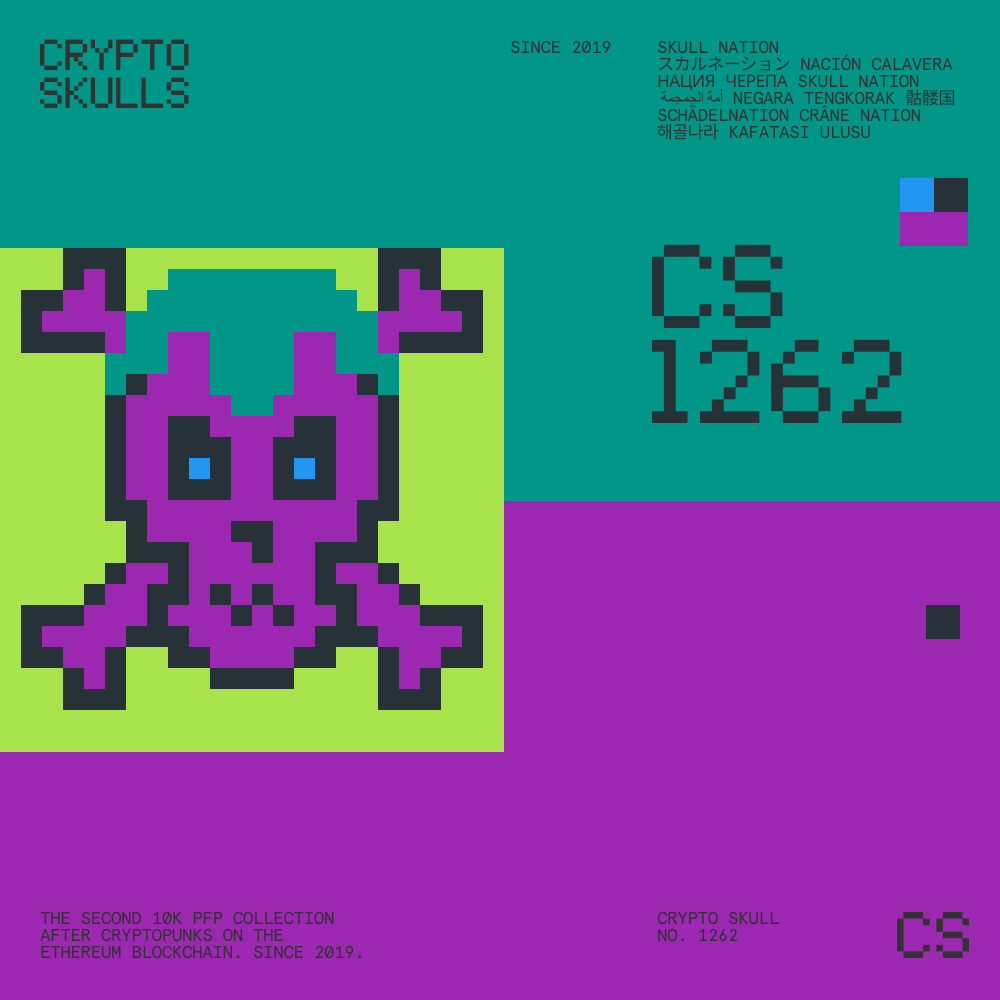 CRYPTO
SKULLS
SINCE 2019
SKULL NATION
スカルネーション NACIÓN CALAVERA
НАЦИЯ ЧЕРЕПА SKULL NATION
أمة الجمجمة NEGARA TENGKORAK 骷髅国
SCHÄDELNATION CRÂNE NATION
해골나라 KAFATASI ULUSU
CS
1262
THE SECOND 10K PFP COLLECTION
AFTER CRYPTOPUNKS ON THE
ETHEREUM BLOCKCHAIN. SINCE 2019.
CRYPTO SKULL
NO. 1262
CS